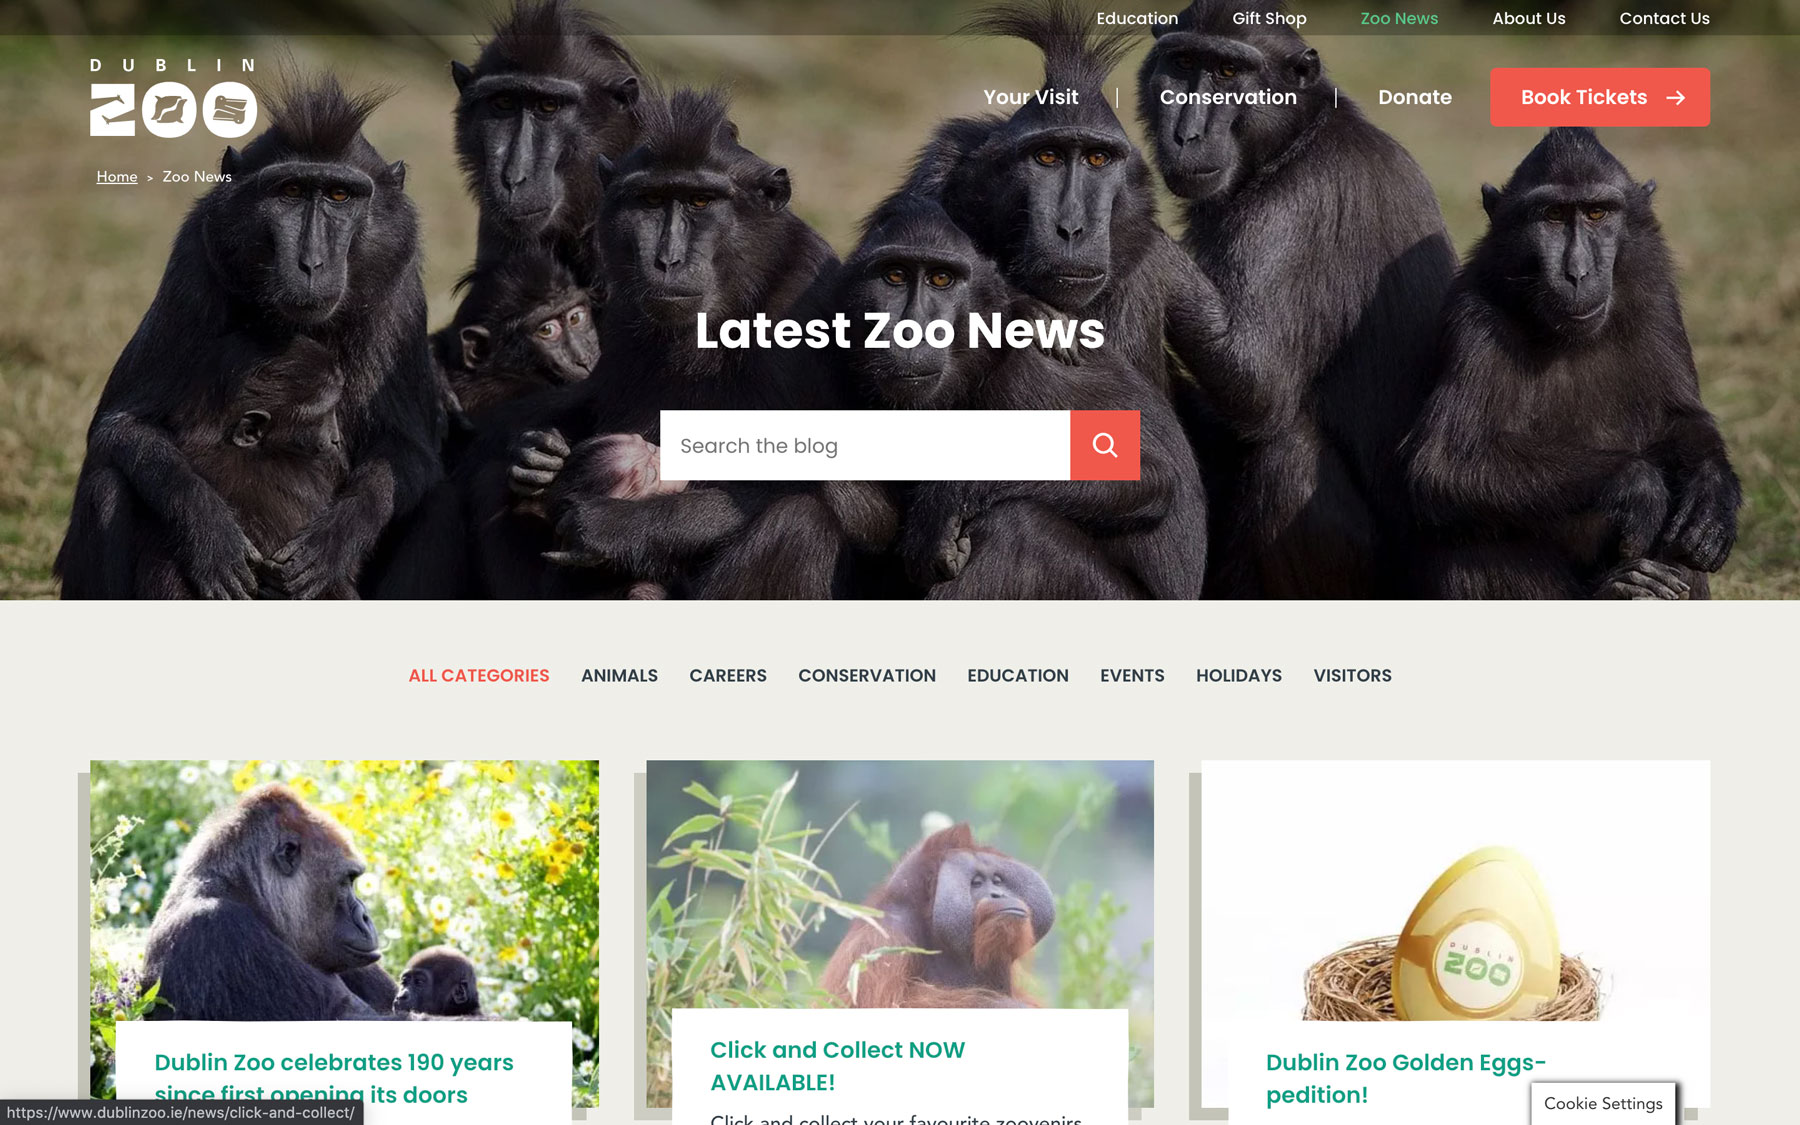 Education Gift Shop Zoo News About Us Contact Us
DUBLIN
ZOO
Your Visit Conservation Donate Book Tickets
Home > Zoo News
Latest Zoo News
Search the blog
ALL CATEGORIES ANIMALS CAREERS CONSERVATION EDUCATION EVENTS HOLIDAYS VISITORS
DUBLIN
ZOO
Dublin Zoo celebrates 190 years
since first opening its doors
Click and Collect NOW
AVAILABLE!
Click and collect your favourite zoovenirs
Dublin Zoo Golden Eggs-
pedition!
https://www.dublinzoo.ie/news/click-and-collect/
Cookie Settings